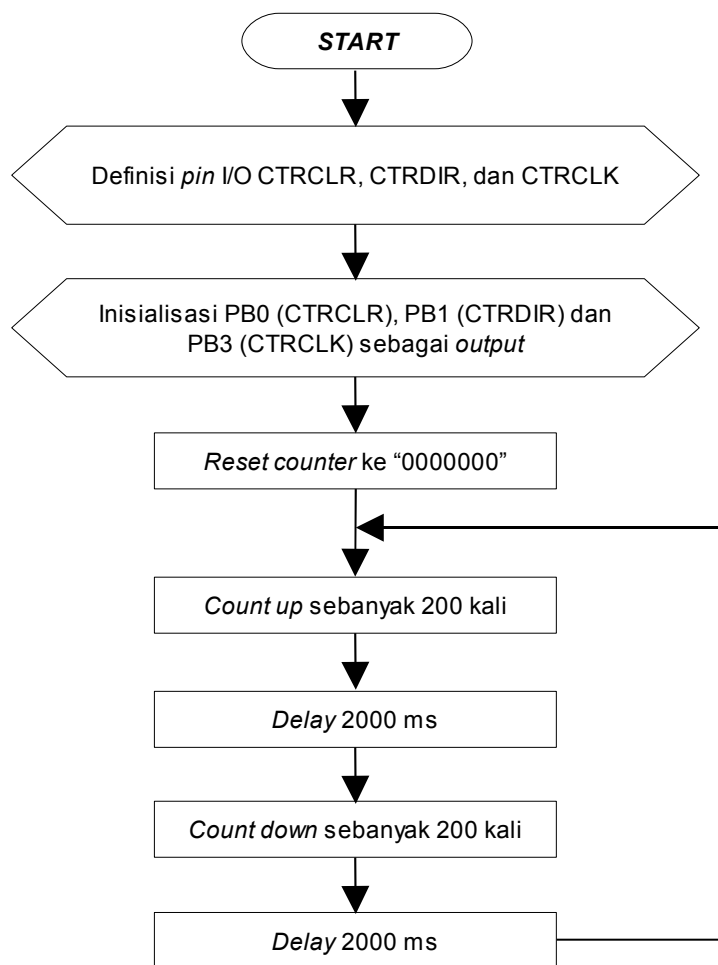 START
Definisi pin I/O CTRCLR, CTRDIR, dan CTRCLK
Inisialisasi PB0 (CTRCLR), PB1 (CTRDIR) dan
PB3 (CTRCLK) sebagai output
Reset counter ke “0000000”
Count up sebanyak 200 kali
Delay 2000 ms
Count down sebanyak 200 kali
Delay 2000 ms